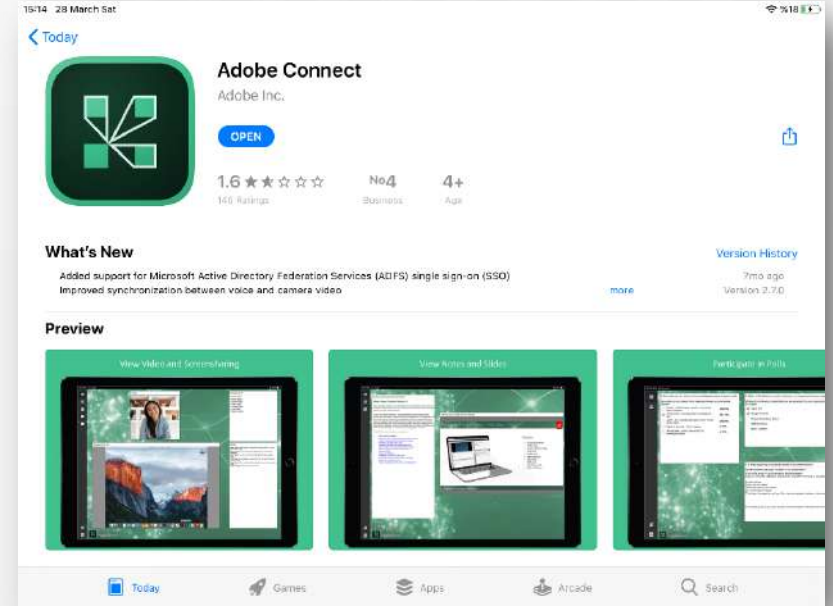 15:14 28 March Sat
%18
Today
Adobe Connect
Adobe Inc.
OPEN
1.6
No4
4+
146 Ratings
Business
Age
What's New
Version History
Added support for Microsoft Active Directory Federation Services (ADFS) single sign-on (SSO)
7mo ago
Improved synchronization between voice and camera video
more
Version 2.7.0
Preview
View Video and Screensharing
View Notes and Slides
Participate in Polls
Today
Games
Apps
Arcade
Search